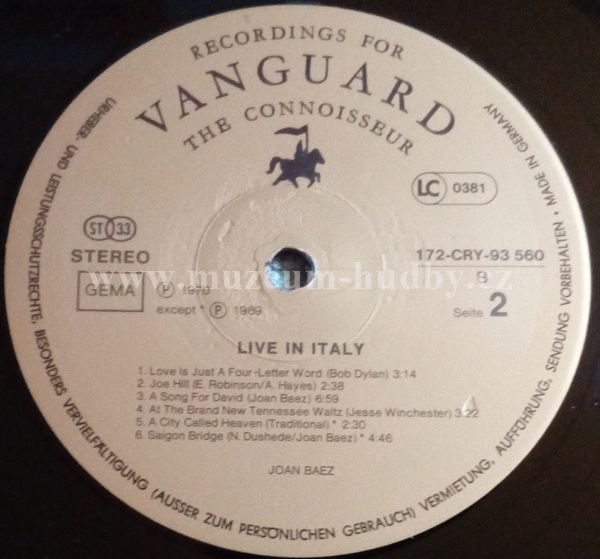 RECORDINGS FOR
VANGUARD
THE CONNOISSEUR
LC 0381
ST 33
STEREO
172-CRY-93 560
GEMA
℗ 1970
except * ℗ 1969
B
Seite 2
www.muzeum-hudby.cz
LIVE IN ITALY
1. Love Is Just A Four-Letter Word (Bob Dylan) 3:14
2. Joe Hill (E. Robinson/A. Hayes) 2:38
3. A Song For David (Joan Baez) 6:59
4. At The Brand New Tennessee Waltz (Jesse Winchester) 3:22
5. A City Called Heaven (Traditional) * 2:30
6. Saigon Bridge (N. Dushede/Joan Baez) * 4:46
JOAN BAEZ
URHEBER- UND LEISTUNGSSCHUTZRECHTE, BESONDERS VERVIELFÄLTIGUNG (AUSSER ZUM PERSÖNLICHEN GEBRAUCH) VERMIETUNG, AUFFÜHRUNG, SENDUNG VORBEHALTEN • MADE IN GERMANY